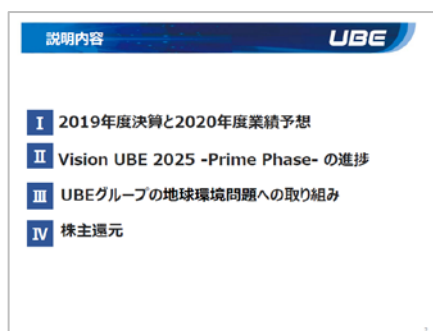 説明内容
UBE
I 2019年度決算と2020年度業績予想
II Vision UBE 2025 -Prime Phase- の進捗
III UBEグループの地球環境問題への取り組み
IV 株主還元